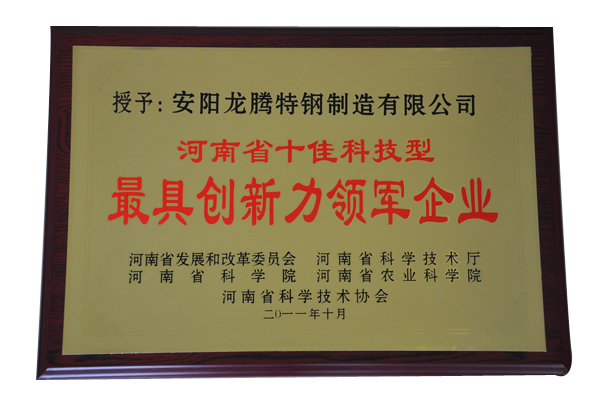 授予：安阳龙腾特钢制造有限公司
河南省十佳科技型
最具创新力领军企业
河南省发展和改革委员会 河南省科学技术厅
河南省科学院 河南省农业科学院
河南省科学技术协会
二〇一一年十月